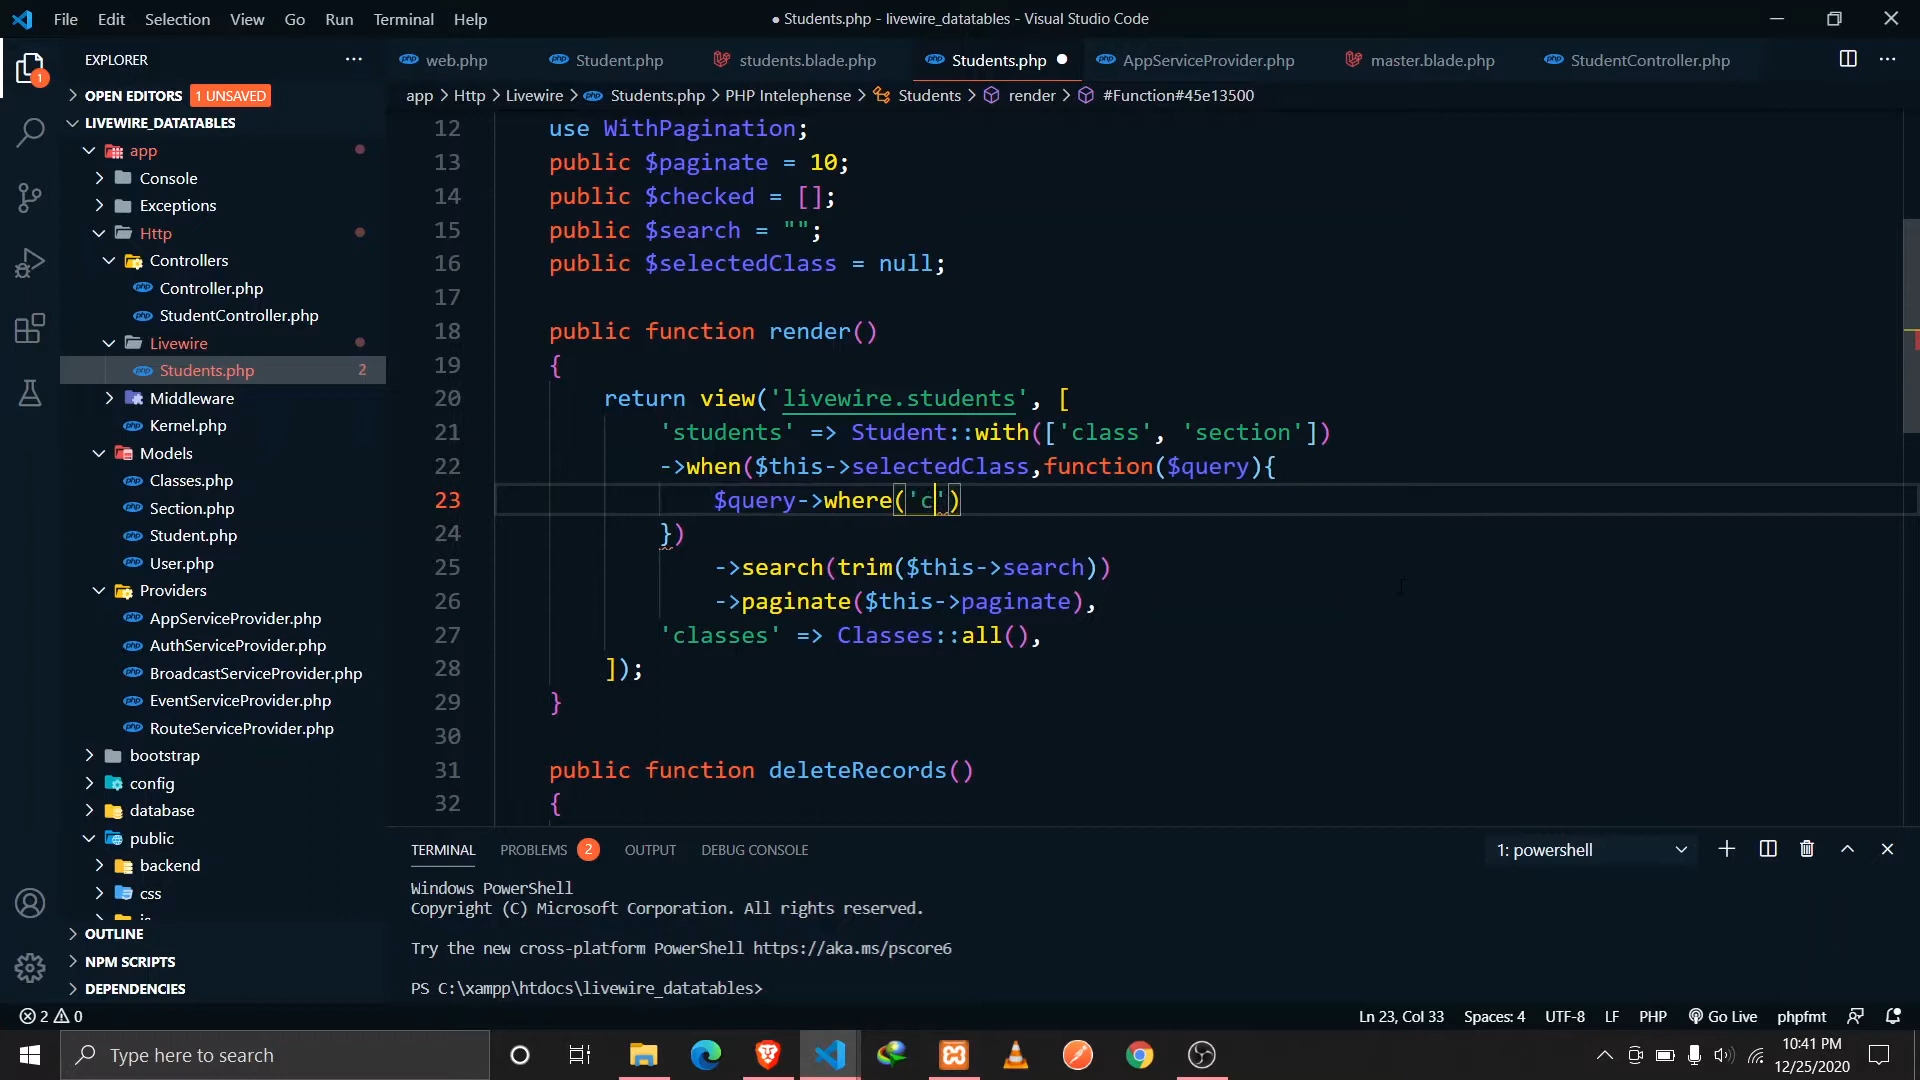 File Edit Selection View Go Run Terminal Help
● Students.php - livewire_datatables - Visual Studio Code
EXPLORER
web.php Student.php students.blade.php Students.php AppServiceProvider.php master.blade.php StudentController.php
OPEN EDITORS 1 UNSAVED
app > Http > Livewire > Students.php > PHP Intelephense > Students > render > #Function#45e13500
LIVEWIRE_DATATABLES
app
Console
Exceptions
Http
Controllers
Controller.php
StudentController.php
Livewire
Students.php 2
Middleware
Kernel.php
Models
Classes.php
Section.php
Student.php
User.php
Providers
AppServiceProvider.php
AuthServiceProvider.php
BroadcastServiceProvider.php
EventServiceProvider.php
RouteServiceProvider.php
bootstrap
config
database
public
backend
css
OUTLINE
NPM SCRIPTS
DEPENDENCIES
1
12 use WithPagination;
13 public $paginate = 10;
14 public $checked = [];
15 public $search = "";
16 public $selectedClass = null;
17
18 public function render()
19 {
20 return view('livewire.students', [
21 'students' => Student::with(['class', 'section'])
22 ->when($this->selectedClass,function($query){
23 $query->where('c')
24 })
25 ->search(trim($this->search))
26 ->paginate($this->paginate),
27 'classes' => Classes::all(),
28 ]);
29 }
30
31 public function deleteRecords()
32 {
TERMINAL PROBLEMS 2 OUTPUT DEBUG CONSOLE 1: powershell
Windows PowerShell
Copyright (C) Microsoft Corporation. All rights reserved.
Try the new cross-platform PowerShell https://aka.ms/pscore6
PS C:\xampp\htdocs\livewire_datatables>
2 0 Ln 23, Col 33 Spaces: 4 UTF-8 LF PHP Go Live phpfmt
Type here to search
10:41 PM
12/25/2020